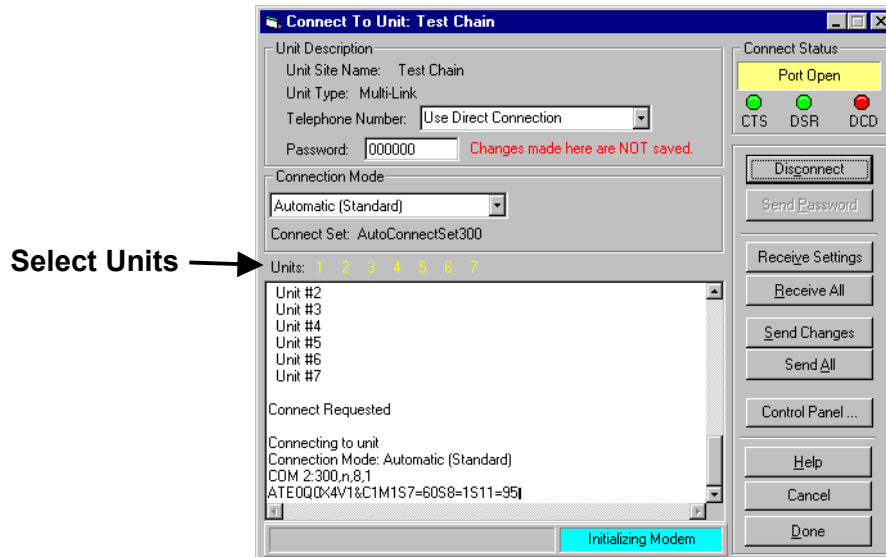 Connect To Unit: Test Chain
Unit Description
Unit Site Name: Test Chain
Unit Type: Multi-Link
Telephone Number: Use Direct Connection
Password: 000000 Changes made here are NOT saved.
Connection Mode
Automatic (Standard)
Connect Set: AutoConnectSet300
Select Units
Units: 1 2 3 4 5 6 7
Unit #2
Unit #3
Unit #4
Unit #5
Unit #6
Unit #7
Connect Requested
Connecting to unit
Connection Mode: Automatic (Standard)
COM 2:300,n,8,1
ATE0Q0X4V1&C1M1S7=60S8=1S11=95
Initializing Modem
Connect Status
Port Open
CTS DSR DCD
Disconnect
Send Password
Receive Settings
Receive All
Send Changes
Send All
Control Panel ...
Help
Cancel
Done